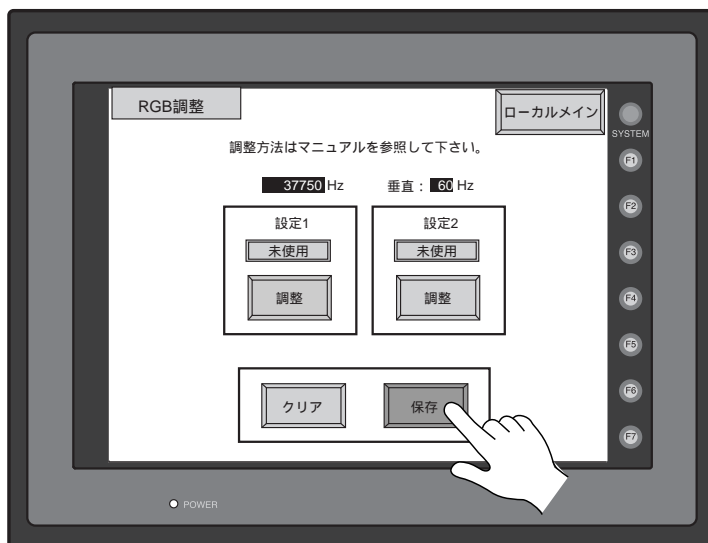 RGB調整
ローカルメイン
SYSTEM
調整方法はマニュアルを参照して下さい。
37750 Hz 垂直: 60 Hz
設定1 設定2
未使用 未使用
調整 調整
クリア 保存
F1
F2
F3
F4
F5
F6
F7
POWER